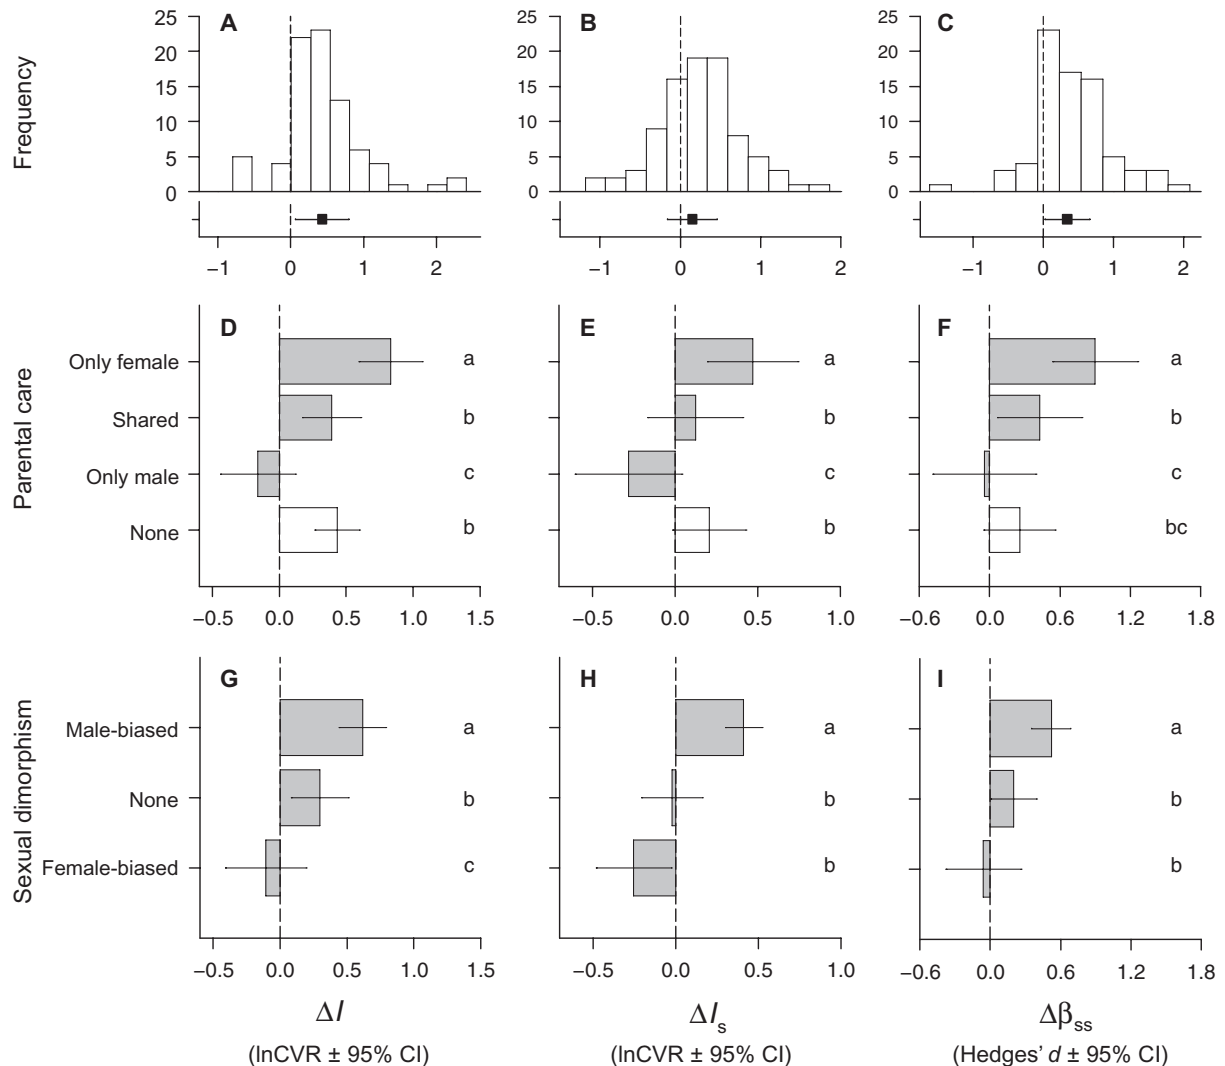 A B C
Frequency
25 25 25
20 20 20
15 15 15
10 10 10
5 5 5
0 0 0
−1 0 1 2 −1 0 1 2 −1 0 1 2
D E F
Parental care
Only female a a a
Shared b b b
Only male c c c
None b b bc
−0.5 0.0 0.5 1.0 1.5 −0.5 0.0 0.5 1.0 −0.6 0.0 0.6 1.2 1.8
G H I
Sexual dimorphism
Male-biased a a a
None b b b
Female-biased c b b
−0.5 0.0 0.5 1.0 1.5 −0.5 0.0 0.5 1.0 −0.6 0.0 0.6 1.2 1.8
ΔI ΔIs Δβss
(lnCVR ± 95% CI) (lnCVR ± 95% CI) (Hedges’ d ± 95% CI)